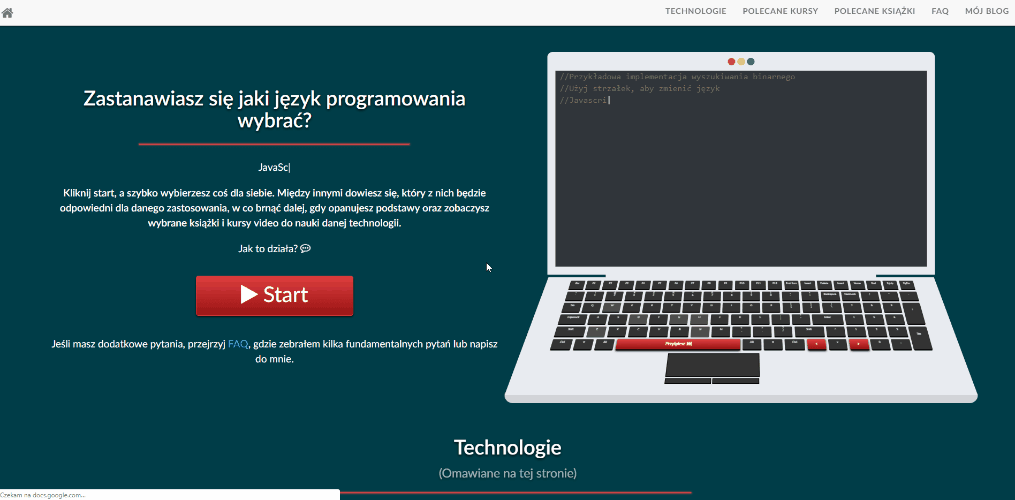 TECHNOLOGIE POLECANE KURSY POLECANE KSIĄŻKI FAQ MÓJ BLOG
Zastanawiasz się jaki język programowania
wybrać?
JavaSc|
Kliknij start, a szybko wybierzesz coś dla siebie. Między innymi dowiesz się, który z nich będzie
odpowiedni dla danego zastosowania, w co brnąć dalej, gdy opanujesz podstawy oraz zobaczysz
wybrane książki i kursy video do nauki danej technologii.
Jak to działa?
Start
Jeśli masz dodatkowe pytania, przejrzyj FAQ, gdzie zebrałem kilka fundamentalnych pytań lub napisz
do mnie.
//Przykładowa implementacja wyszukiwania binarnego
//Użyj strzałek, aby zmienić język
//Javascri|
Przyśpiesz
Technologie
(Omawiane na tej stronie)
Czekam na docs.google.com...